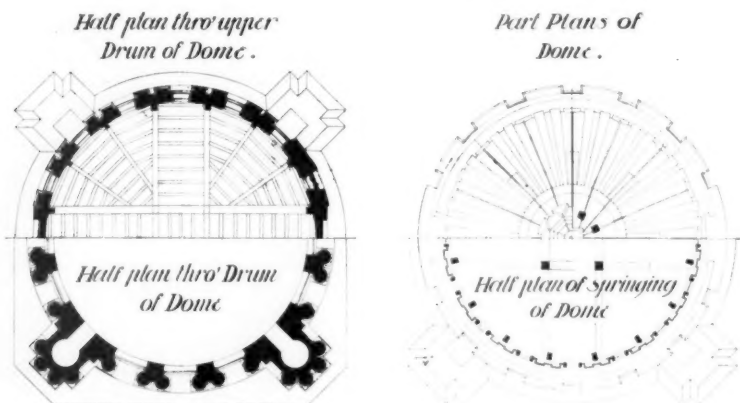 Half plan thro' upper
Drum of Dome.
Part Plans of
Dome.
Half plan thro' Drum
of Dome
Half plan of Springing
of Dome